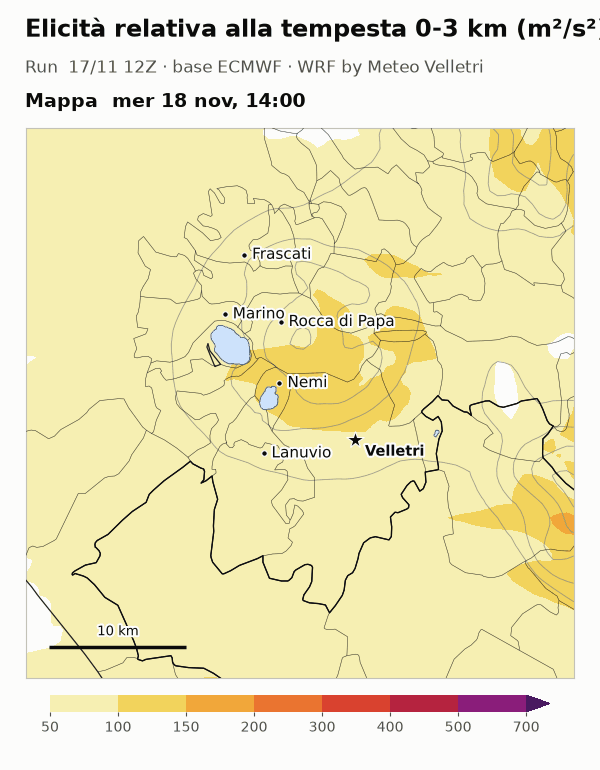 Elicità relativa alla tempesta 0-3 km (m²/s²)
Run  17/11 12Z · base ECMWF · WRF by Meteo Velletri
Mappa  mer 18 nov, 14:00
Frascati
Marino
Rocca di Papa
Nemi
Lanuvio
Velletri
10 km
50 100 150 200 300 400 500 700